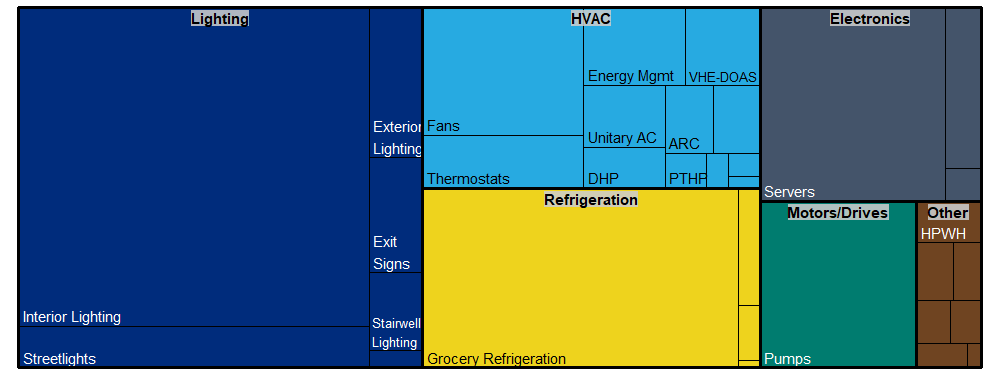 Lighting
Exterior
Lighting
Exit
Signs
Interior Lighting
Stairwell
Lighting
Streetlights
HVAC
Energy Mgmt
VHE-DOAS
Fans
Unitary AC
ARC
Thermostats
DHP
PTHP
Refrigeration
Grocery Refrigeration
Electronics
Servers
Motors/Drives
Pumps
Other
HPWH